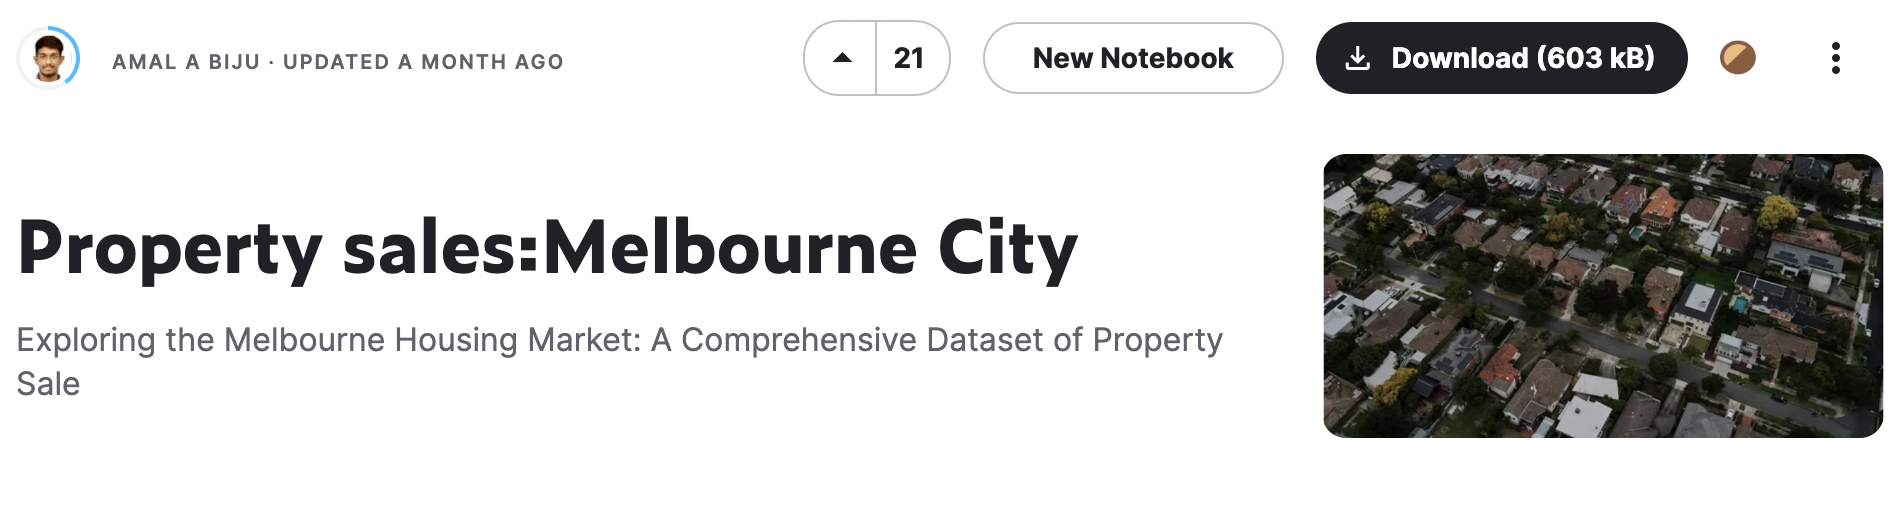 AMAL A BIJU · UPDATED A MONTH AGO
21
New Notebook
Download (603 kB)
Property sales:Melbourne City
Exploring the Melbourne Housing Market: A Comprehensive Dataset of Property
Sale